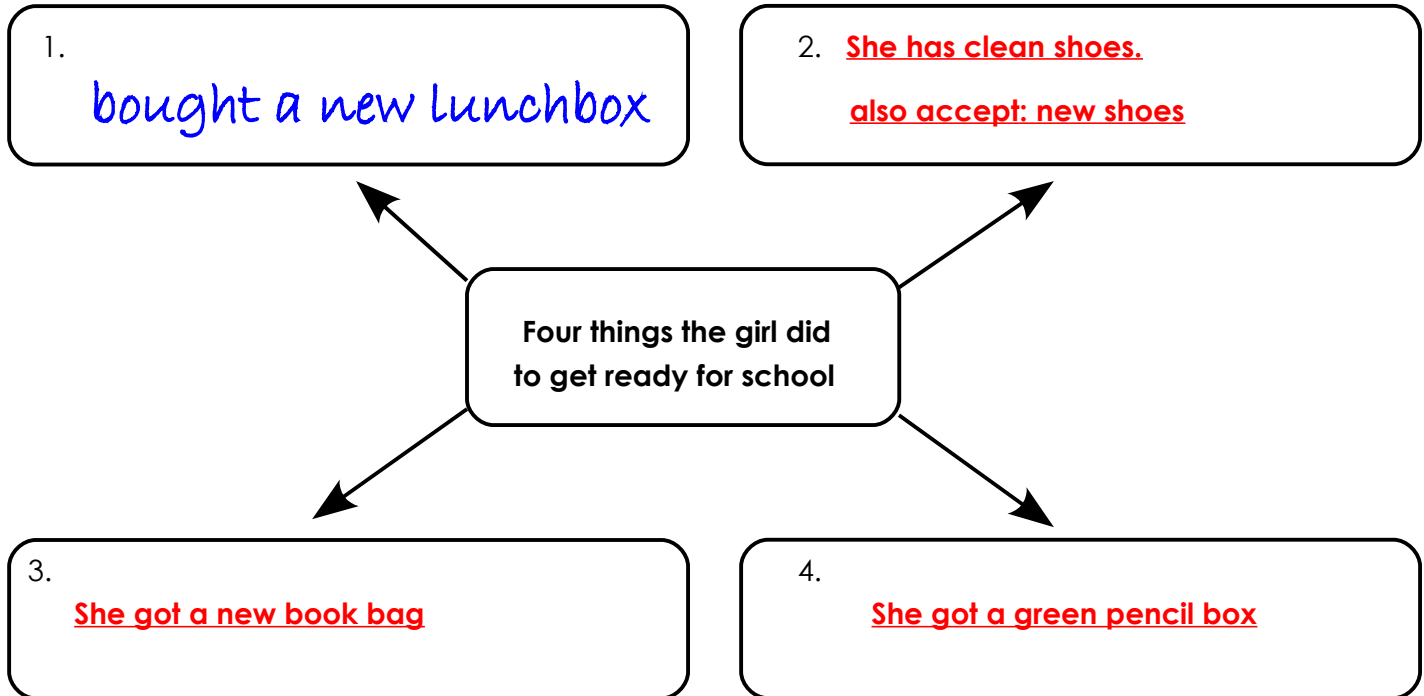 1.
bought a new lunchbox
2. She has clean shoes.
also accept: new shoes
Four things the girl did
to get ready for school
3.
She got a new book bag
4.
She got a green pencil box